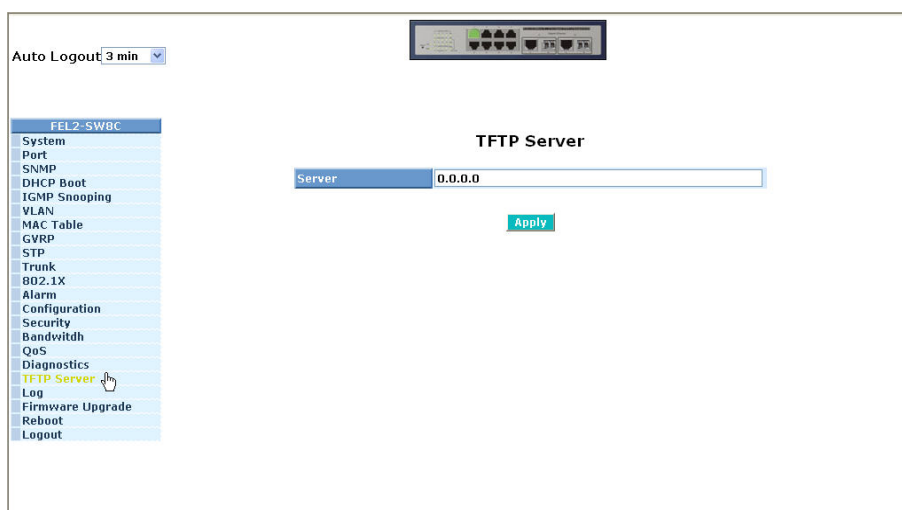 Auto Logout 3 min
FEL2-SW8C
System
Port
SNMP
DHCP Boot
IGMP Snooping
VLAN
MAC Table
GVRP
STP
Trunk
802.1X
Alarm
Configuration
Security
Bandwitdh
QoS
Diagnostics
TFTP Server
Log
Firmware Upgrade
Reboot
Logout
TFTP Server
Server 0.0.0.0
Apply